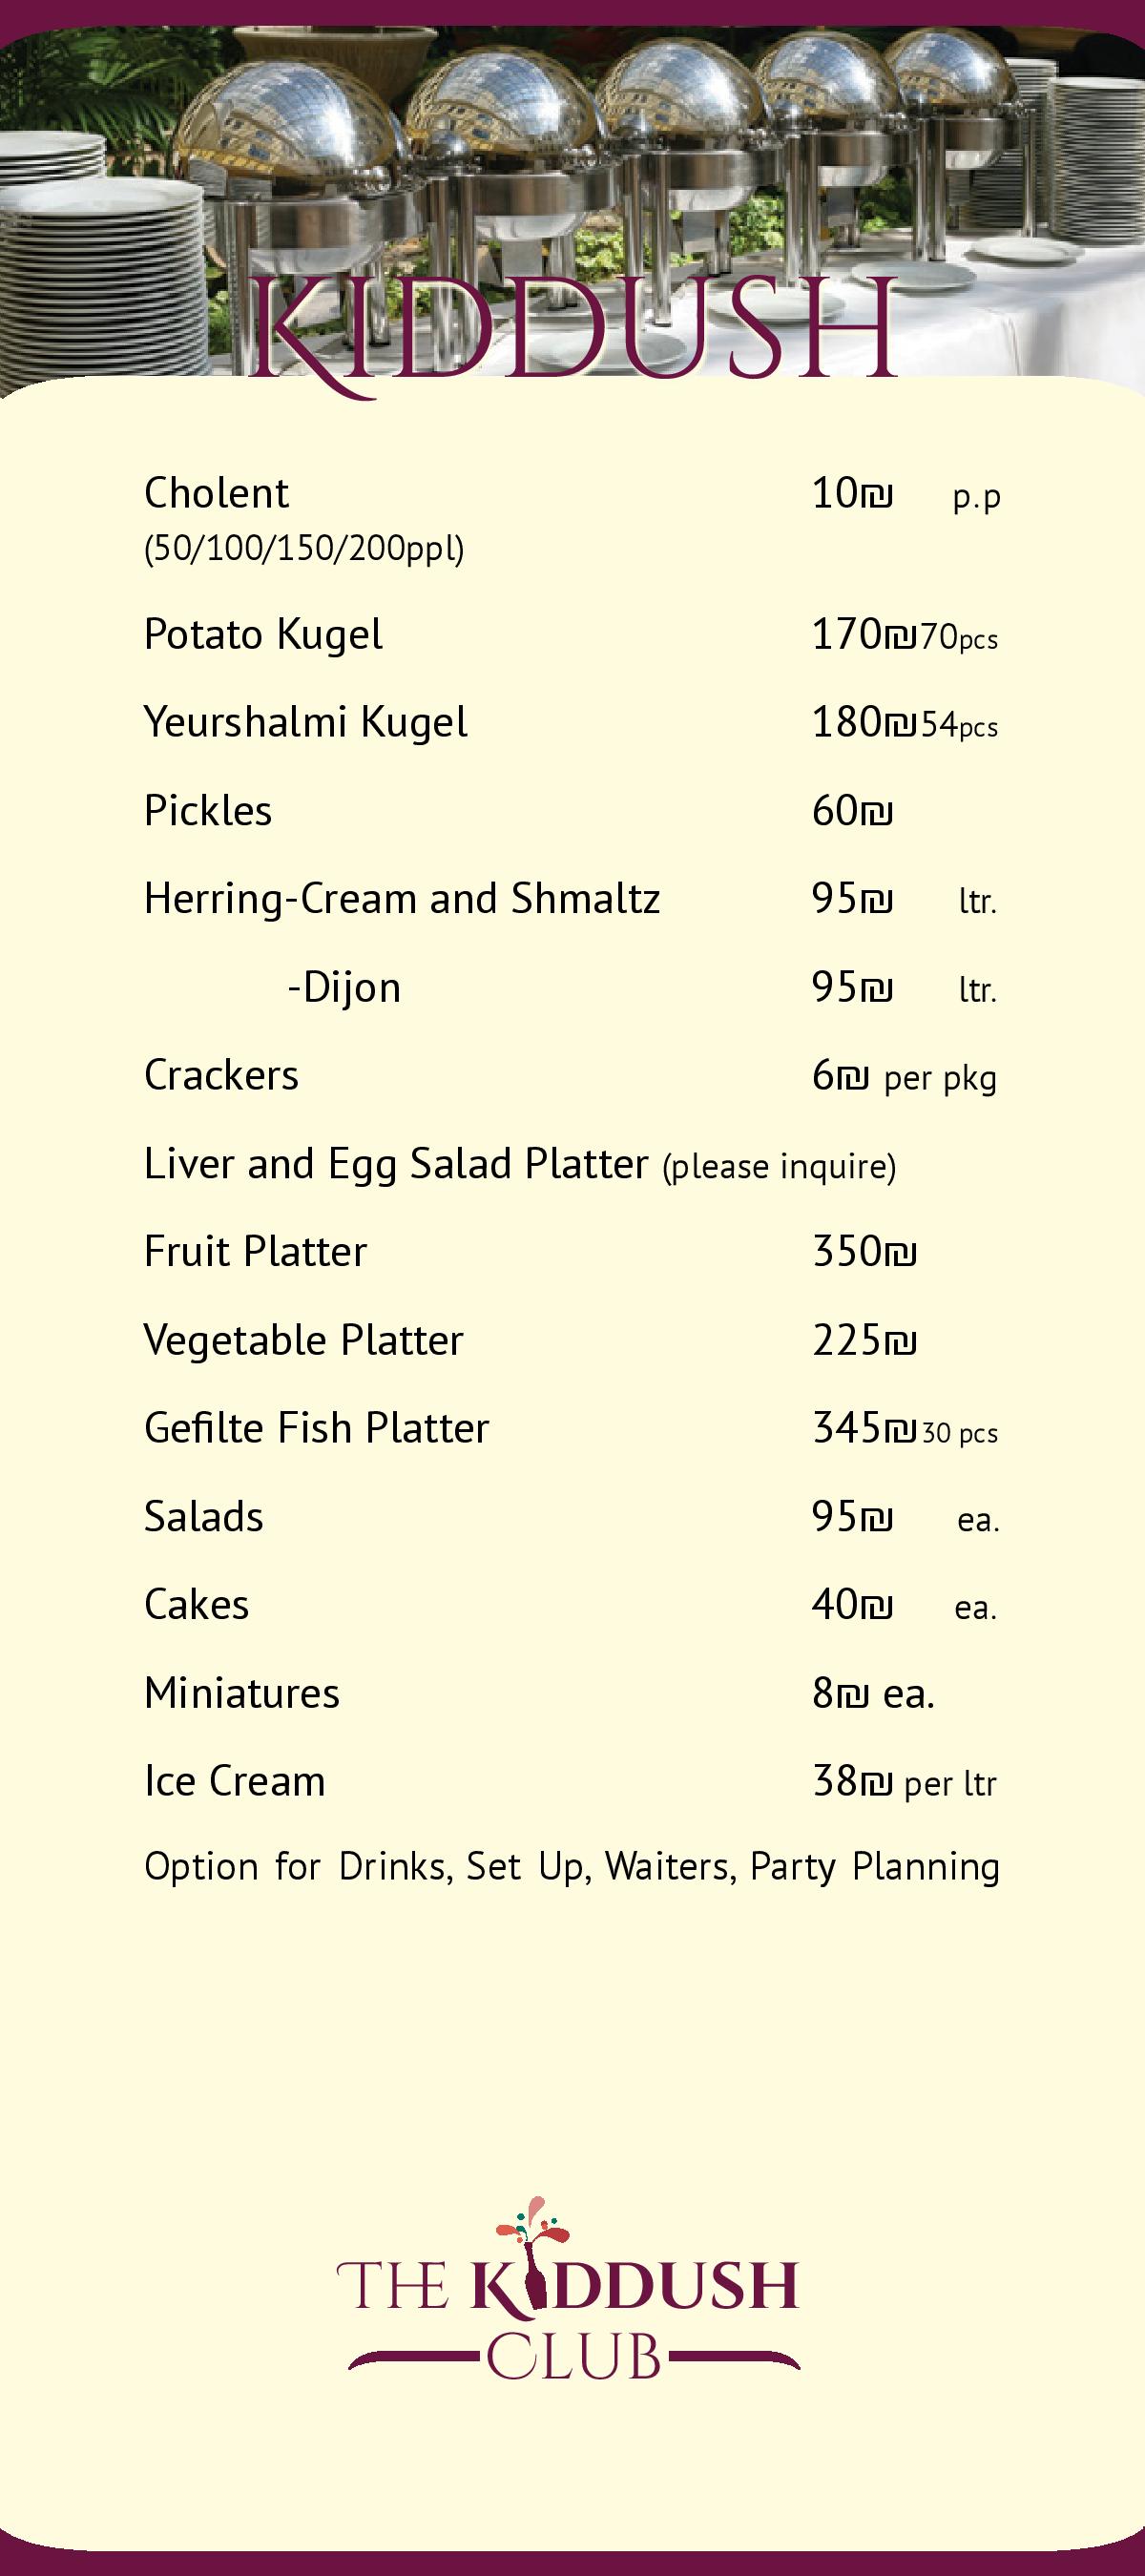 KIDDUSH
Cholent 10₪ p.p
(50/100/150/200ppl)
Potato Kugel 170₪70pcs
Yeurshalmi Kugel 180₪54pcs
Pickles 60₪
Herring-Cream and Shmaltz 95₪ ltr.
-Dijon 95₪ ltr.
Crackers 6₪ per pkg
Liver and Egg Salad Platter (please inquire)
Fruit Platter 350₪
Vegetable Platter 225₪
Gefilte Fish Platter 345₪30 pcs
Salads 95₪ ea.
Cakes 40₪ ea.
Miniatures 8₪ ea.
Ice Cream 38₪ per ltr
Option for Drinks, Set Up, Waiters, Party Planning
THE KIDDUSH
CLUB